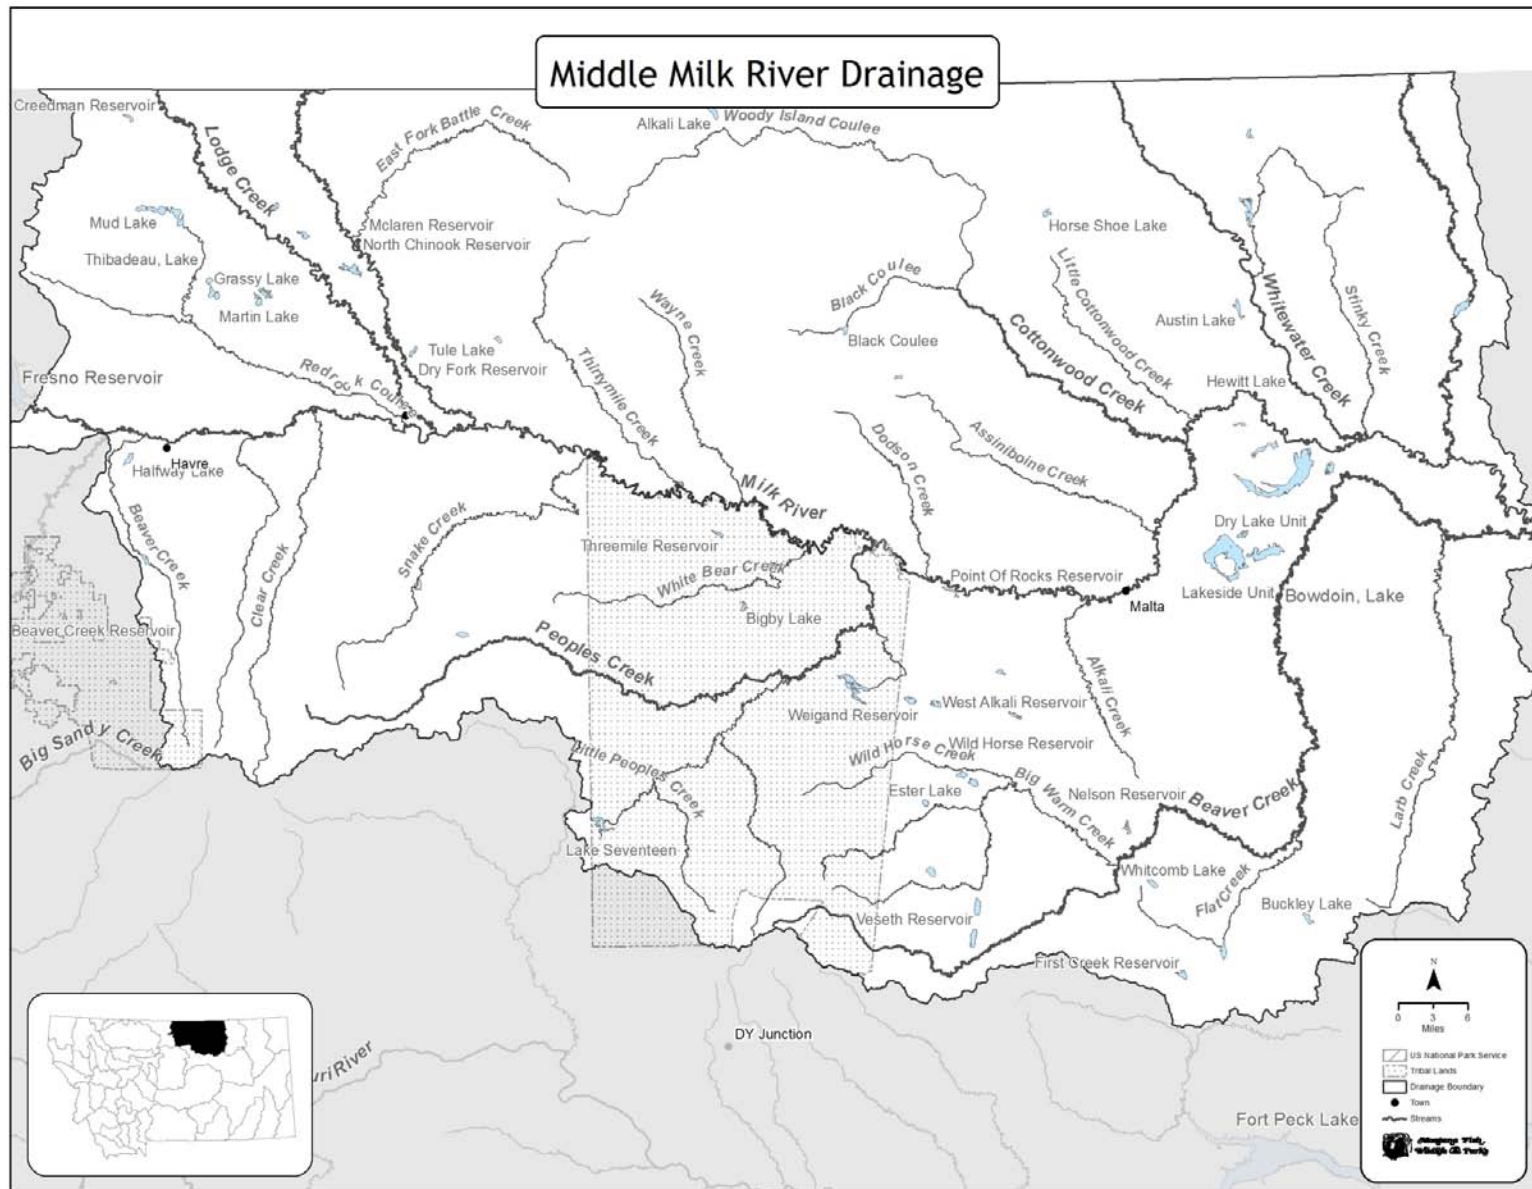 Middle Milk River Drainage
Creedman Reservoir
Lodge Creek
East Fork Battle Creek
Alkali Lake
Woody Island Coulee
Mud Lake
Mclaren Reservoir
North Chinook Reservoir
Horse Shoe Lake
Thibadeau, Lake
Grassy Lake
Martin Lake
Wayne Creek
Black Coulee
Black Coulee
Little Cottonwood Creek
Cottonwood Creek
Austin Lake
Whitewater Creek
Stinky Creek
Tule Lake
Dry Fork Reservoir
Fresno Reservoir
Redrock Coulee
Thirtymile Creek
Hewitt Lake
Havre
Halfway Lake
Dodson Creek
Assiniboine Creek
Milk River
Beaver Creek
Clear Creek
Snake Creek
Threemile Reservoir
White Bear Creek
Dry Lake Unit
Point Of Rocks Reservoir
Lakeside Unit
Bowdoin, Lake
Malta
Beaver Creek Reservoir
Bigby Lake
Peoples Creek
Alkali Creek
Big Sandy Creek
Weigand Reservoir
West Alkali Reservoir
Wild Horse Reservoir
Wild Horse Creek
Little Peoples Creek
Ester Lake
Big Warm Creek
Nelson Reservoir
Beaver Creek
Larb Creek
Lake Seventeen
Whitcomb Lake
Flat Creek
Veseth Reservoir
Buckley Lake
First Creek Reservoir
DY Junction
uri River
Fort Peck Lake
N
0 3 6
Miles
US National Park Service
Tribal Lands
Drainage Boundary
Town
Streams
Montana Fish,
Wildlife & Parks